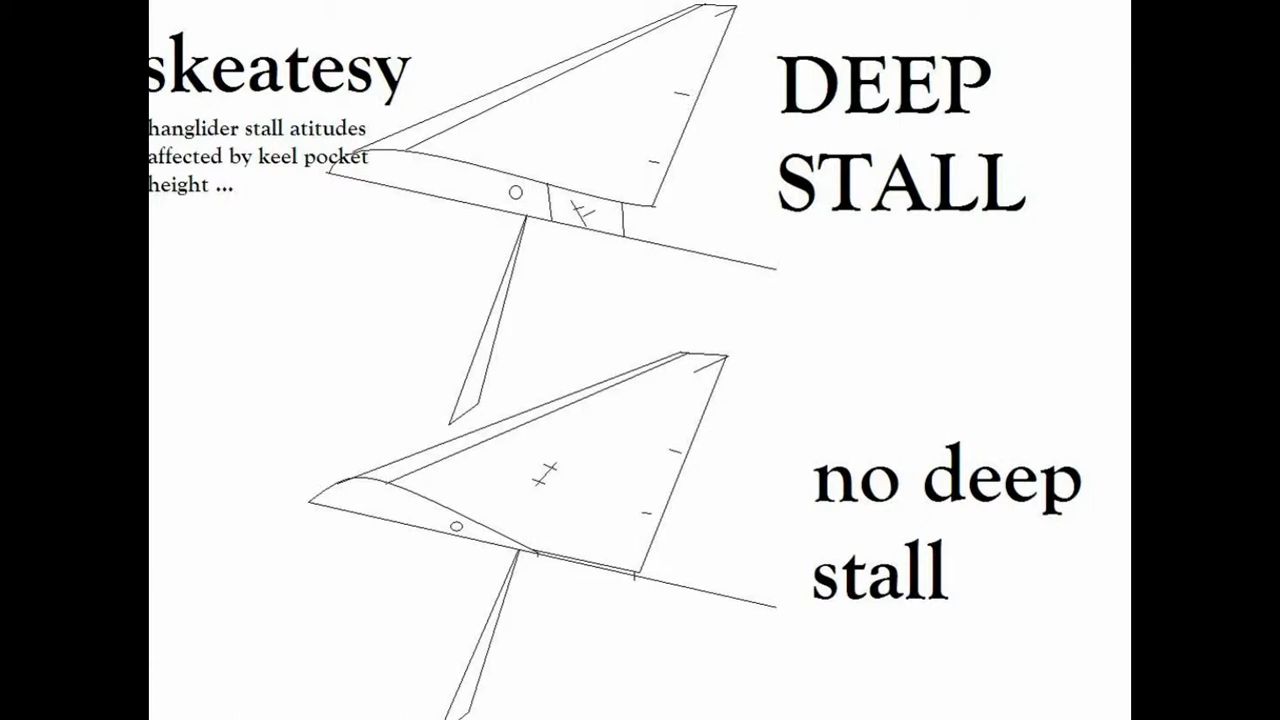 skeatesy
hanglider stall atitudes
affected by keel pocket
height ...
DEEP
STALL
no deep
stall